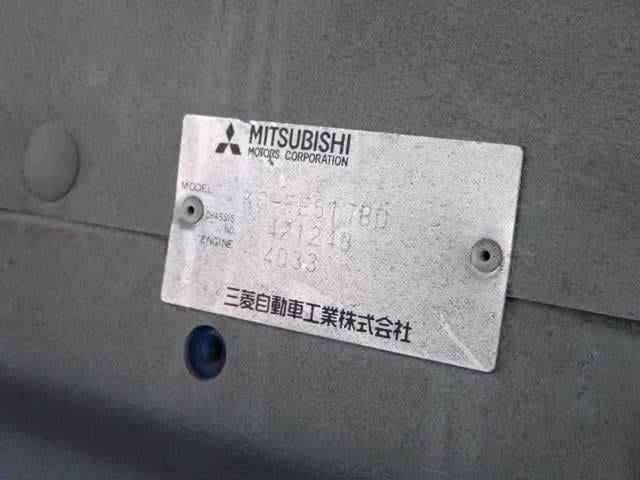 MITSUBISHI
MOTORS CORPORATION
MODEL KC-FE517BD
CHASSIS NO. 421248
ENGINE 4D33
三菱自動車工業株式会社